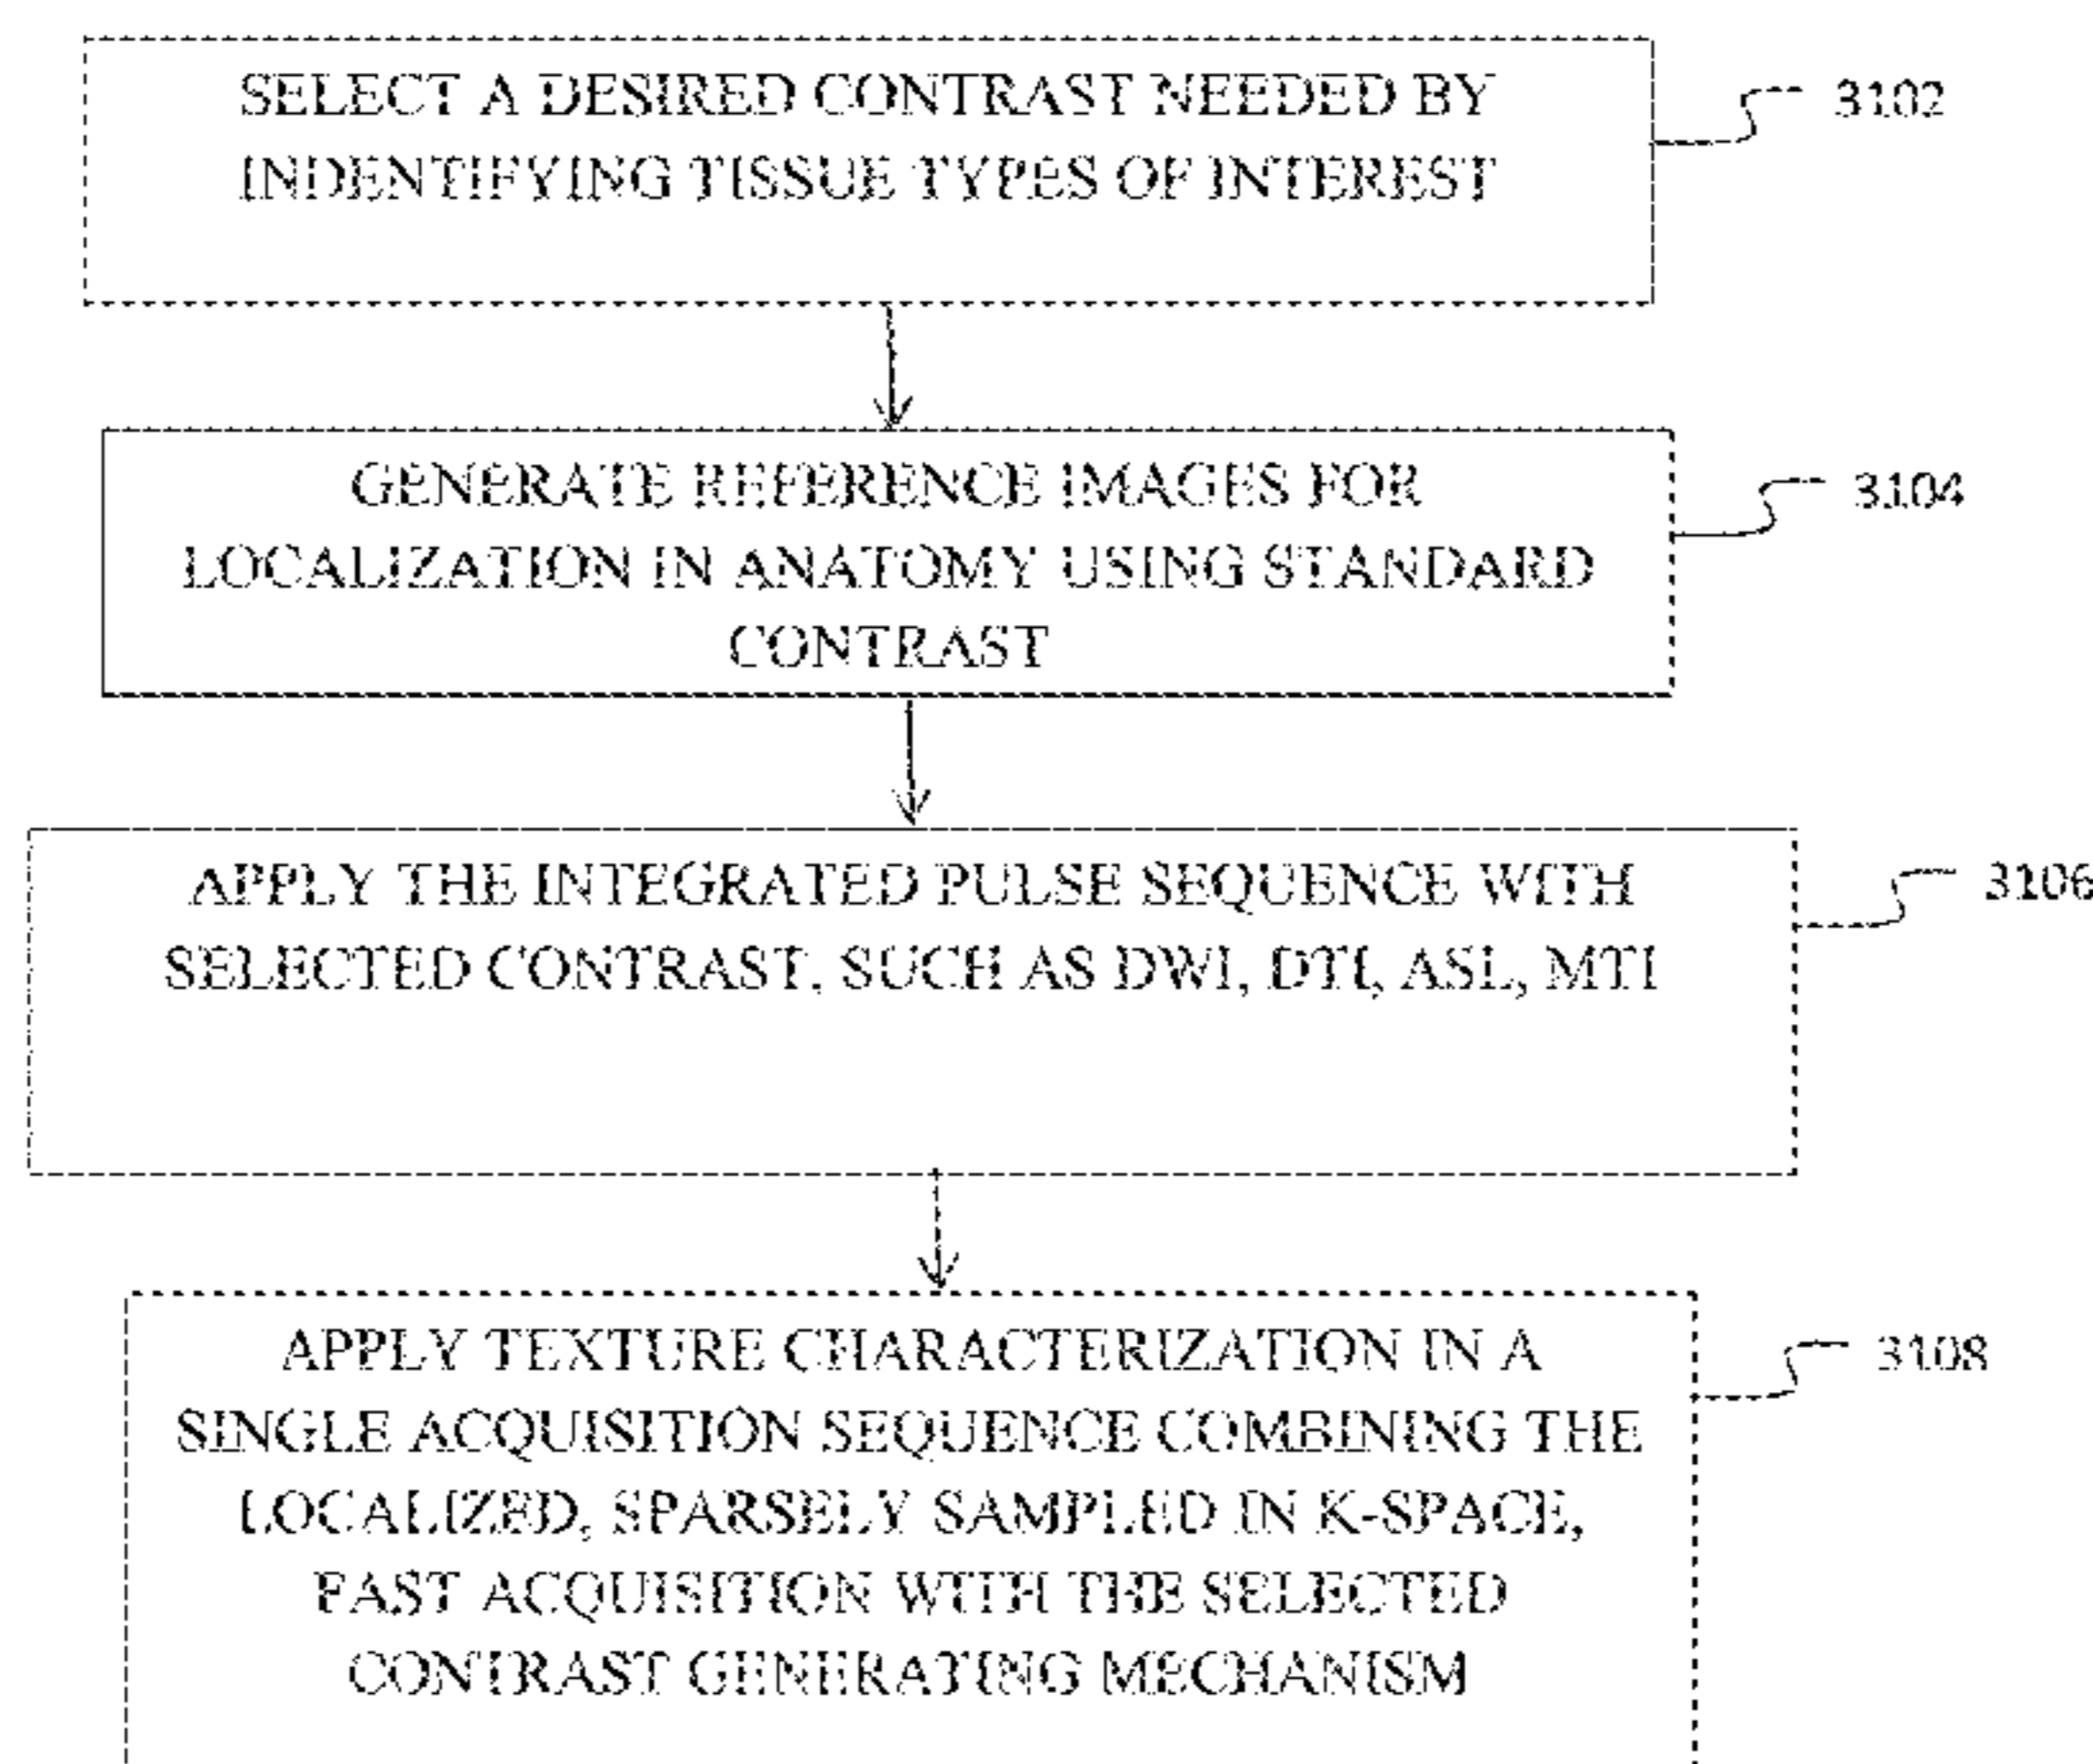 SELECT A DESIRED CONTRAST NEEDED BY
INDENTIFYING TISSUE TYPES OF INTEREST
3102
GENERATE REFERENCE IMAGES FOR
LOCALIZATION IN ANATOMY USING STANDARD
CONTRAST
3104
APPLY THE INTEGRATED PULSE SEQUENCE WITH
SELECTED CONTRAST, SUCH AS DWI, DTI, ASL, MTI
3106
APPLY TEXTURE CHARACTERIZATION IN A
SINGLE ACQUISITION SEQUENCE COMBINING THE
LOCALIZED, SPARSELY SAMPLED IN K-SPACE,
FAST ACQUISITION WITH THE SELECTED
CONTRAST GENERATING MECHANISM
3108